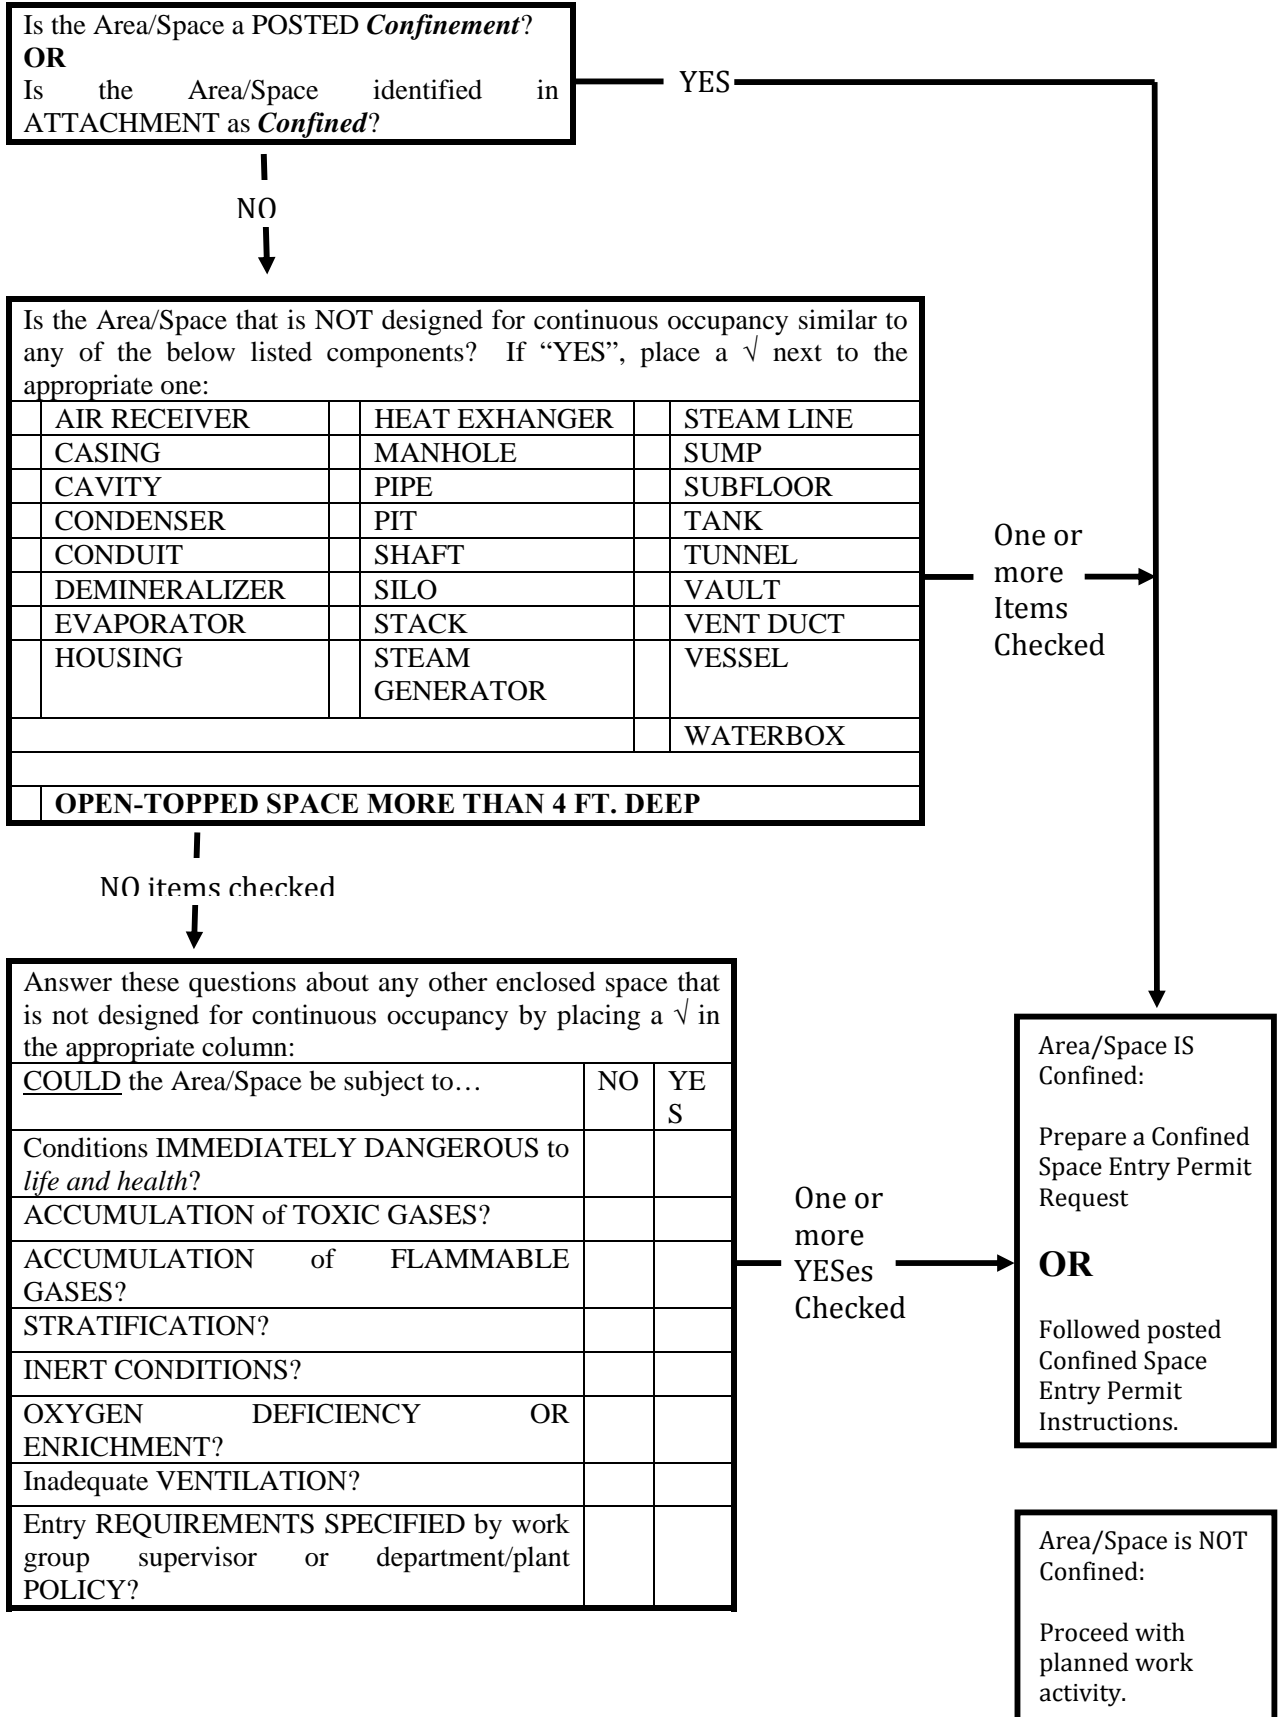 Is the Area/Space a POSTED Confinement?
OR
Is the Area/Space identified in
ATTACHMENT as Confined?
YES
NO
Is the Area/Space that is NOT designed for continuous occupancy similar to
any of the below listed components? If “YES”, place a √ next to the
appropriate one:
AIR RECEIVER HEAT EXHANGER STEAM LINE
CASING MANHOLE SUMP
CAVITY PIPE SUBFLOOR
CONDENSER PIT TANK
CONDUIT SHAFT TUNNEL
DEMINERALIZER SILO VAULT
EVAPORATOR STACK VENT DUCT
HOUSING STEAM VESSEL
GENERATOR
WATERBOX
OPEN-TOPPED SPACE MORE THAN 4 FT. DEEP
One or
more
Items
Checked
NO items checked
Answer these questions about any other enclosed space that
is not designed for continuous occupancy by placing a √ in
the appropriate column:
COULD the Area/Space be subject to… NO YE
S
Conditions IMMEDIATELY DANGEROUS to
life and health?
ACCUMULATION of TOXIC GASES?
ACCUMULATION of FLAMMABLE
GASES?
STRATIFICATION?
INERT CONDITIONS?
OXYGEN DEFICIENCY OR
ENRICHMENT?
Inadequate VENTILATION?
Entry REQUIREMENTS SPECIFIED by work
group supervisor or department/plant
POLICY?
One or
more
YESes
Checked
Area/Space IS
Confined:
Prepare a Confined
Space Entry Permit
Request
OR
Followed posted
Confined Space
Entry Permit
Instructions.
Area/Space is NOT
Confined:
Proceed with
planned work
activity.